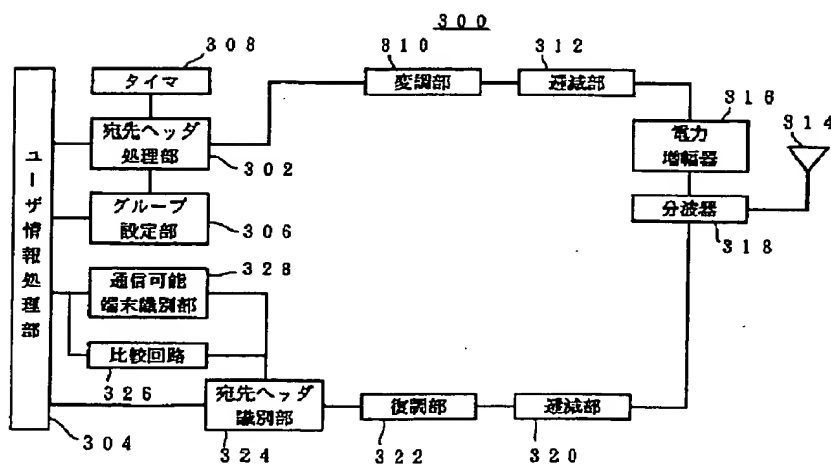 300
308
タイマ
810
変調部
312
逓減部
316
電力
増幅器
314
宛先ヘッダ
処理部
302
分波器
318
グループ
設定部
306
ユーザ情報処理部
328
通信可能
端末識別部
比較回路
326
宛先ヘッダ
識別部
復調部
逓減部
304
324
322
320